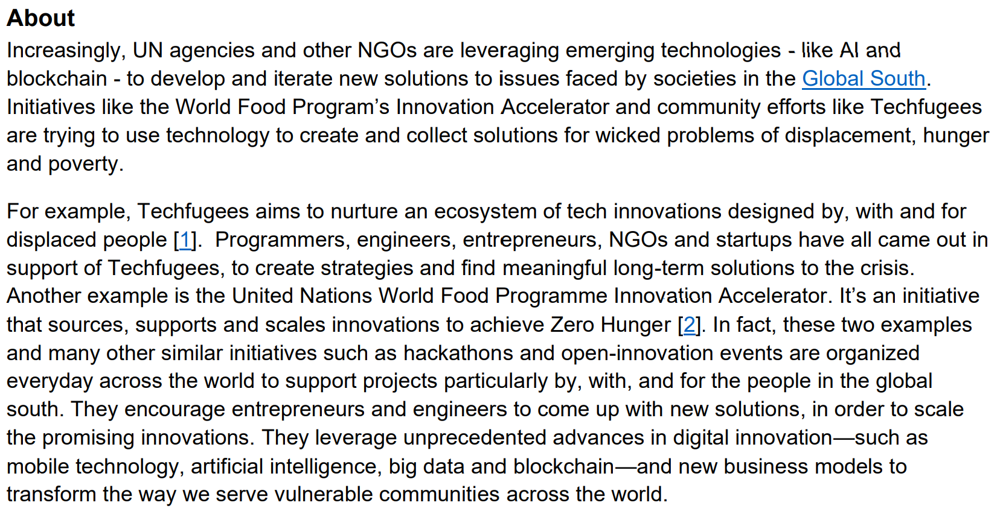 About
Increasingly, UN agencies and other NGOs are leveraging emerging technologies - like AI and
blockchain - to develop and iterate new solutions to issues faced by societies in the Global South.
Initiatives like the World Food Program’s Innovation Accelerator and community efforts like Techfugees
are trying to use technology to create and collect solutions for wicked problems of displacement, hunger
and poverty.
For example, Techfugees aims to nurture an ecosystem of tech innovations designed by, with and for
displaced people [1].  Programmers, engineers, entrepreneurs, NGOs and startups have all came out in
support of Techfugees, to create strategies and find meaningful long-term solutions to the crisis.
Another example is the United Nations World Food Programme Innovation Accelerator. It’s an initiative
that sources, supports and scales innovations to achieve Zero Hunger [2]. In fact, these two examples
and many other similar initiatives such as hackathons and open-innovation events are organized
everyday across the world to support projects particularly by, with, and for the people in the global
south. They encourage entrepreneurs and engineers to come up with new solutions, in order to scale
the promising innovations. They leverage unprecedented advances in digital innovation—such as
mobile technology, artificial intelligence, big data and blockchain—and new business models to
transform the way we serve vulnerable communities across the world.